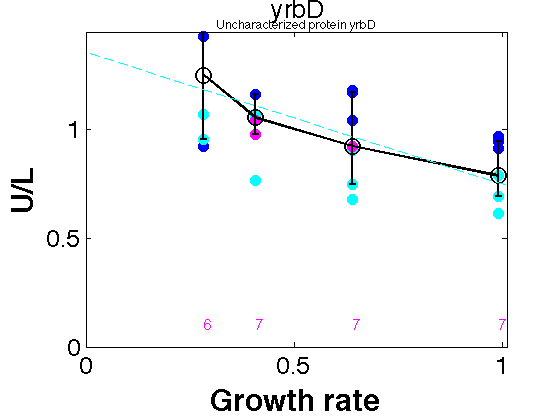 yrbD
Uncharacterized protein yrbD
1
0.5
0
U/L
6 7 7 7
0 0.5 1
Growth rate